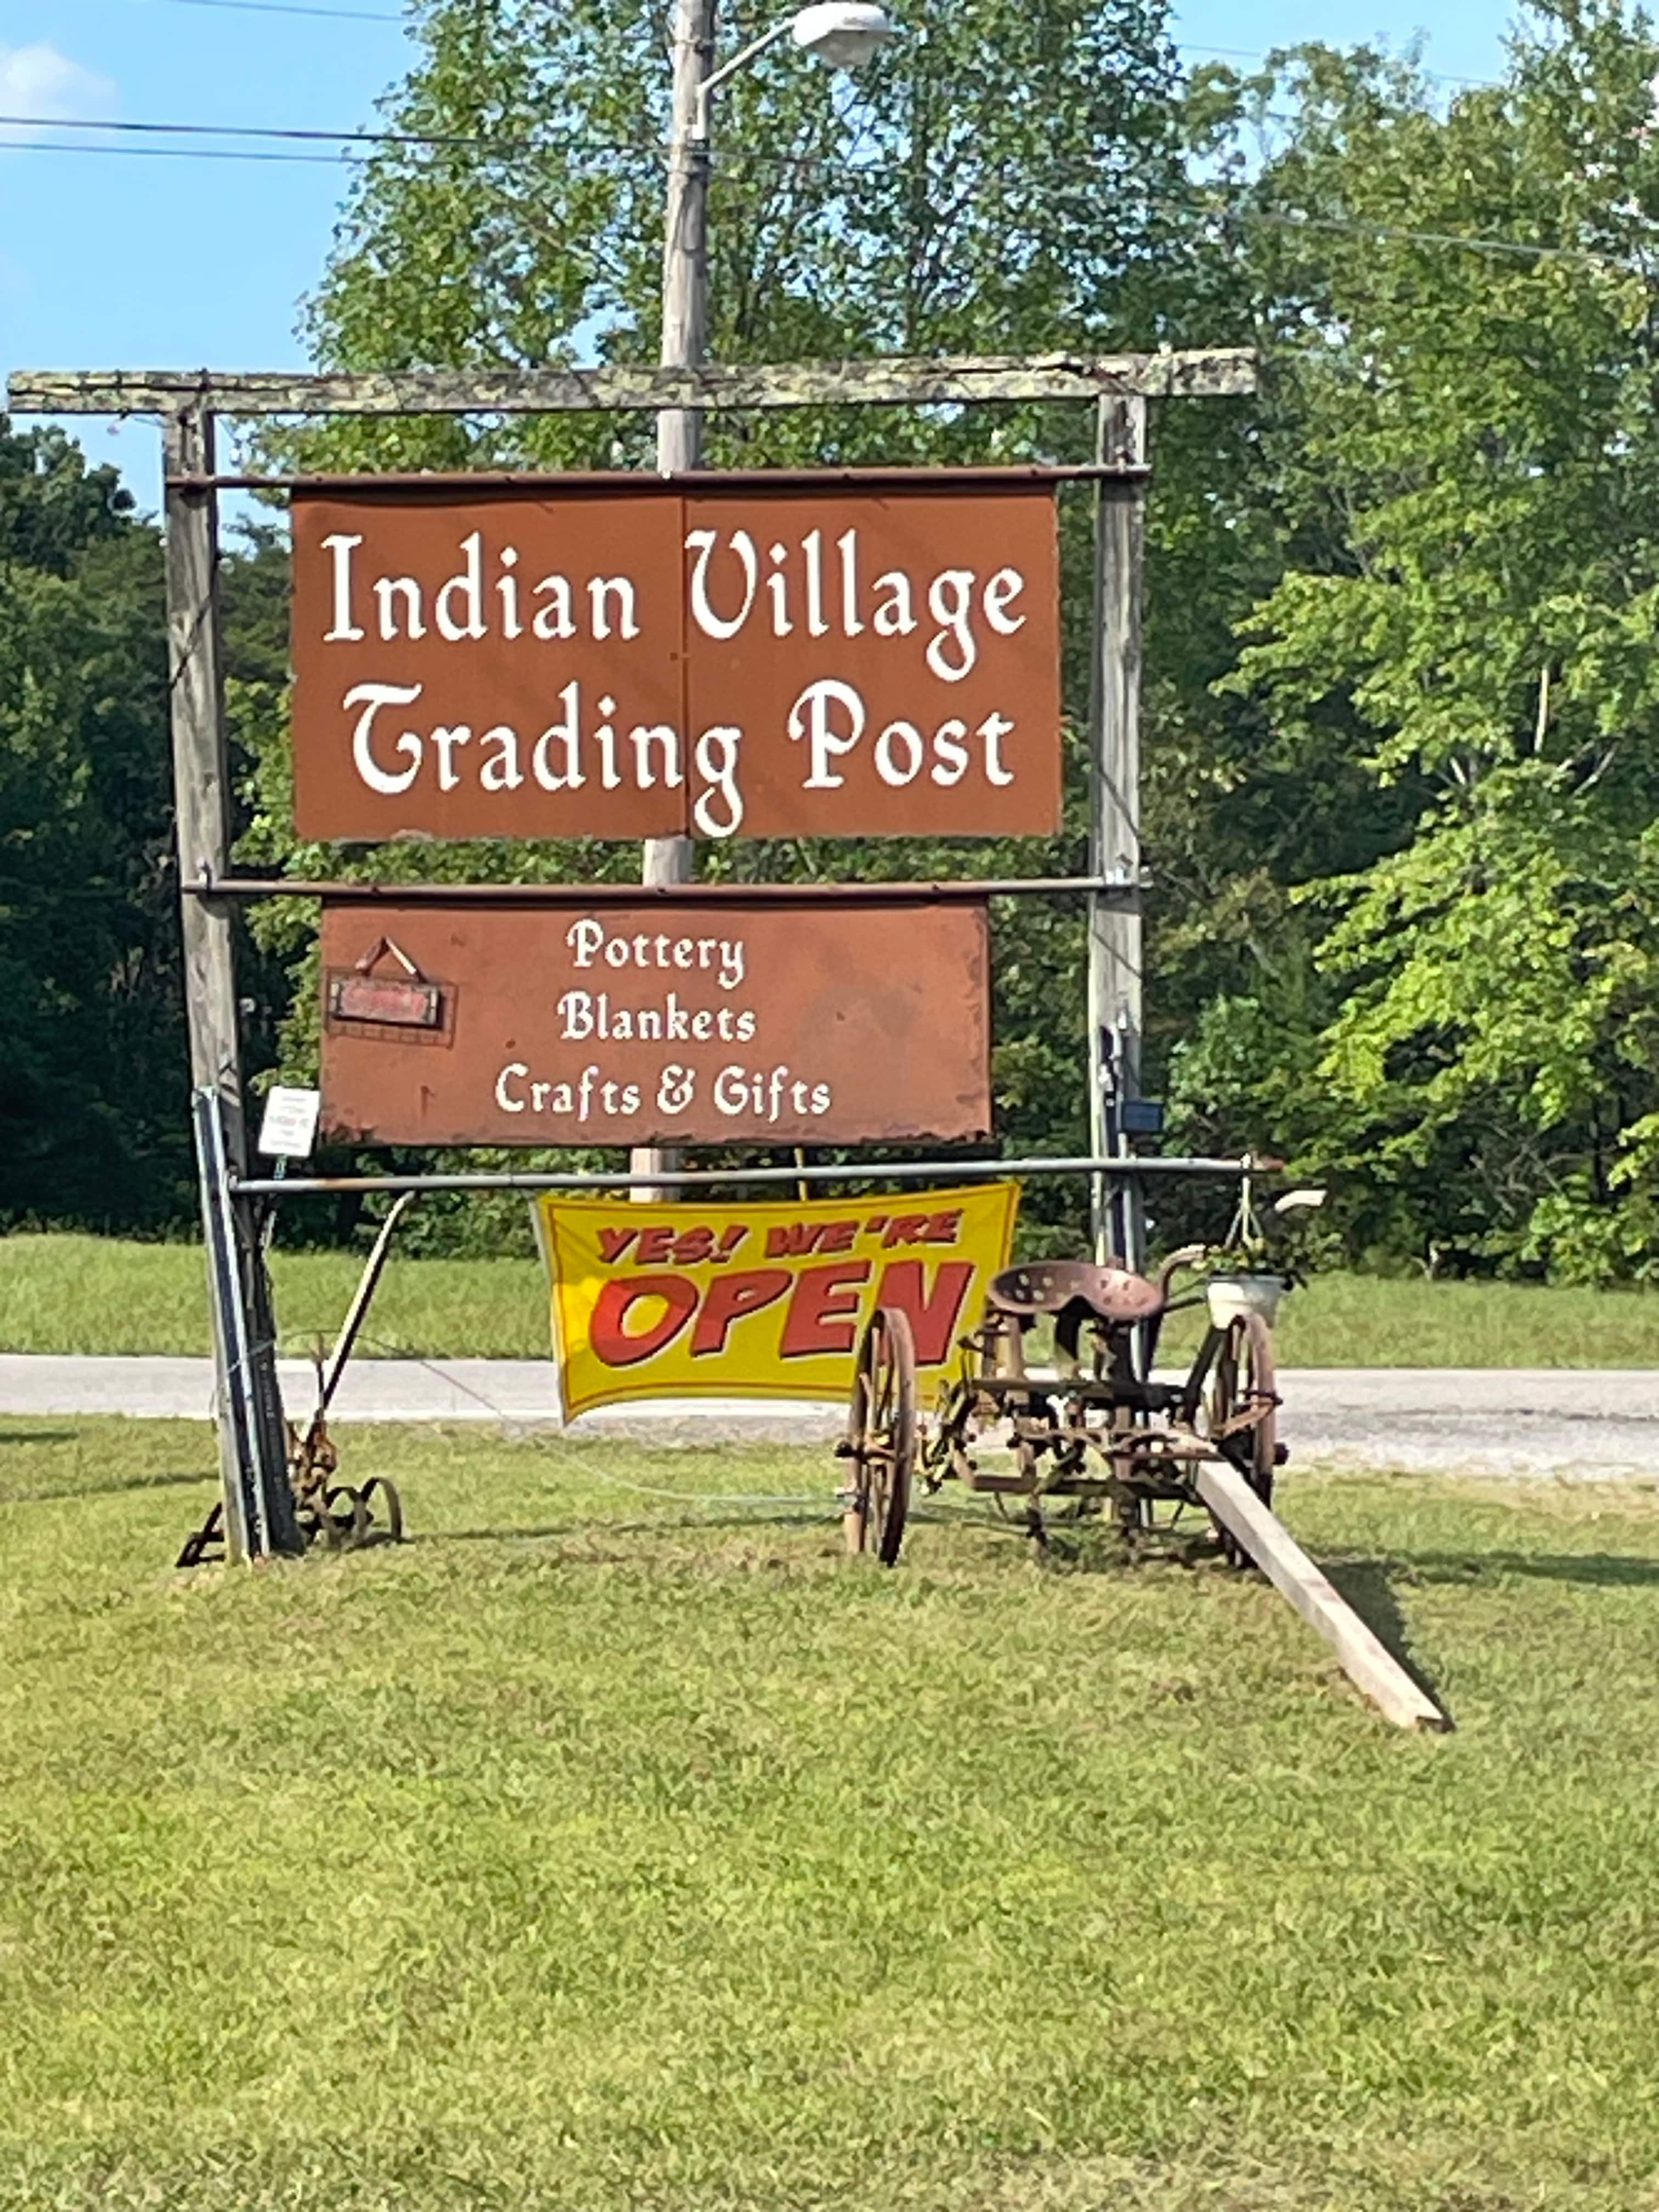 Indian Village
Trading Post
Pottery
Blankets
Crafts & Gifts
YES! WE'RE
OPEN